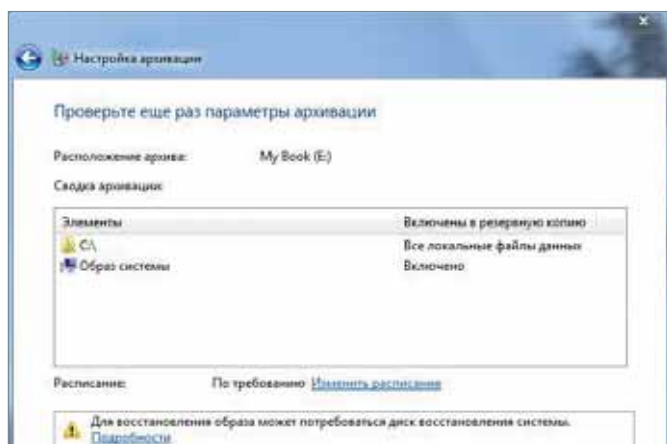 Настройка архивации
Проверьте еще раз параметры архивации
Расположение архива: My Book (E:)
Сводка архивации:
Элементы Включены в резервную копию
C:\ Все локальные файлы данных
Образ системы Включено
Расписание: По требованию Изменить расписание
Для восстановления образа может потребоваться диск восстановления системы.
Подробности